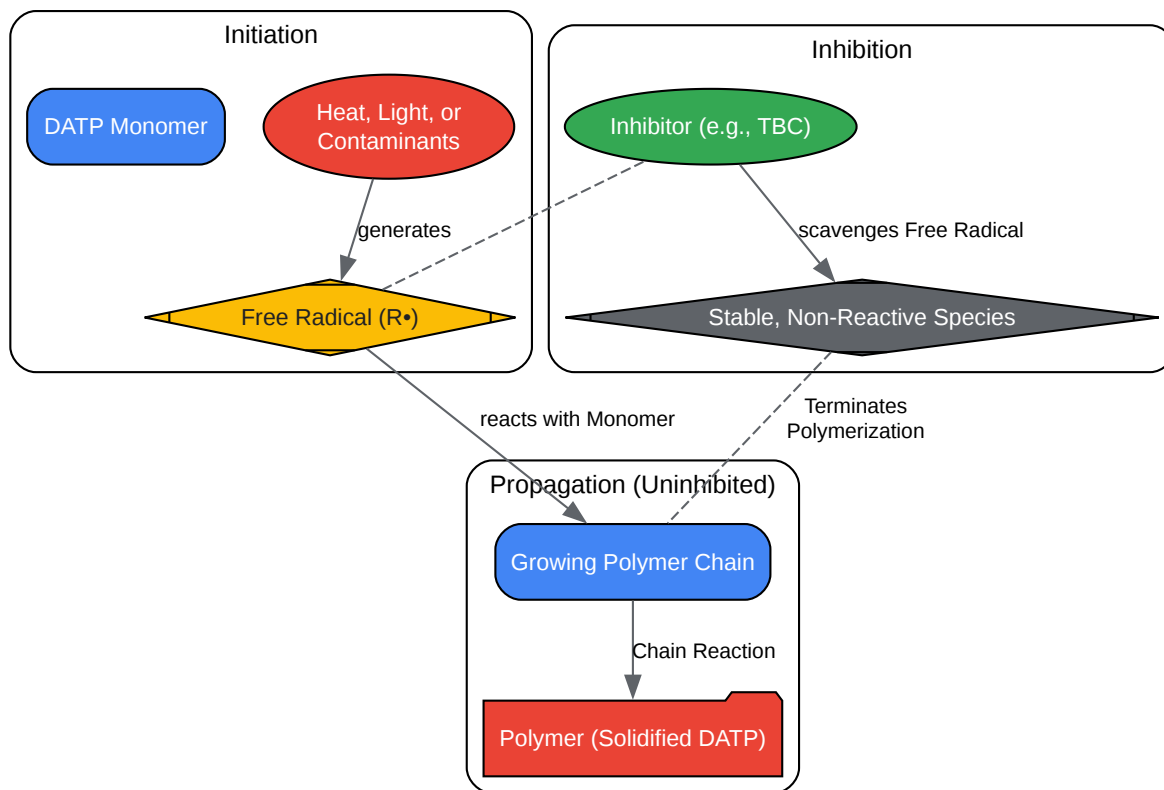 Initiation
DATP Monomer
Heat, Light, or
Contaminants
generates
Free Radical (R•)
Inhibition
Inhibitor (e.g., TBC)
scavenges Free Radical
Stable, Non-Reactive Species
reacts with Monomer
Terminates
Polymerization
Propagation (Uninhibited)
Growing Polymer Chain
Chain Reaction
Polymer (Solidified DATP)